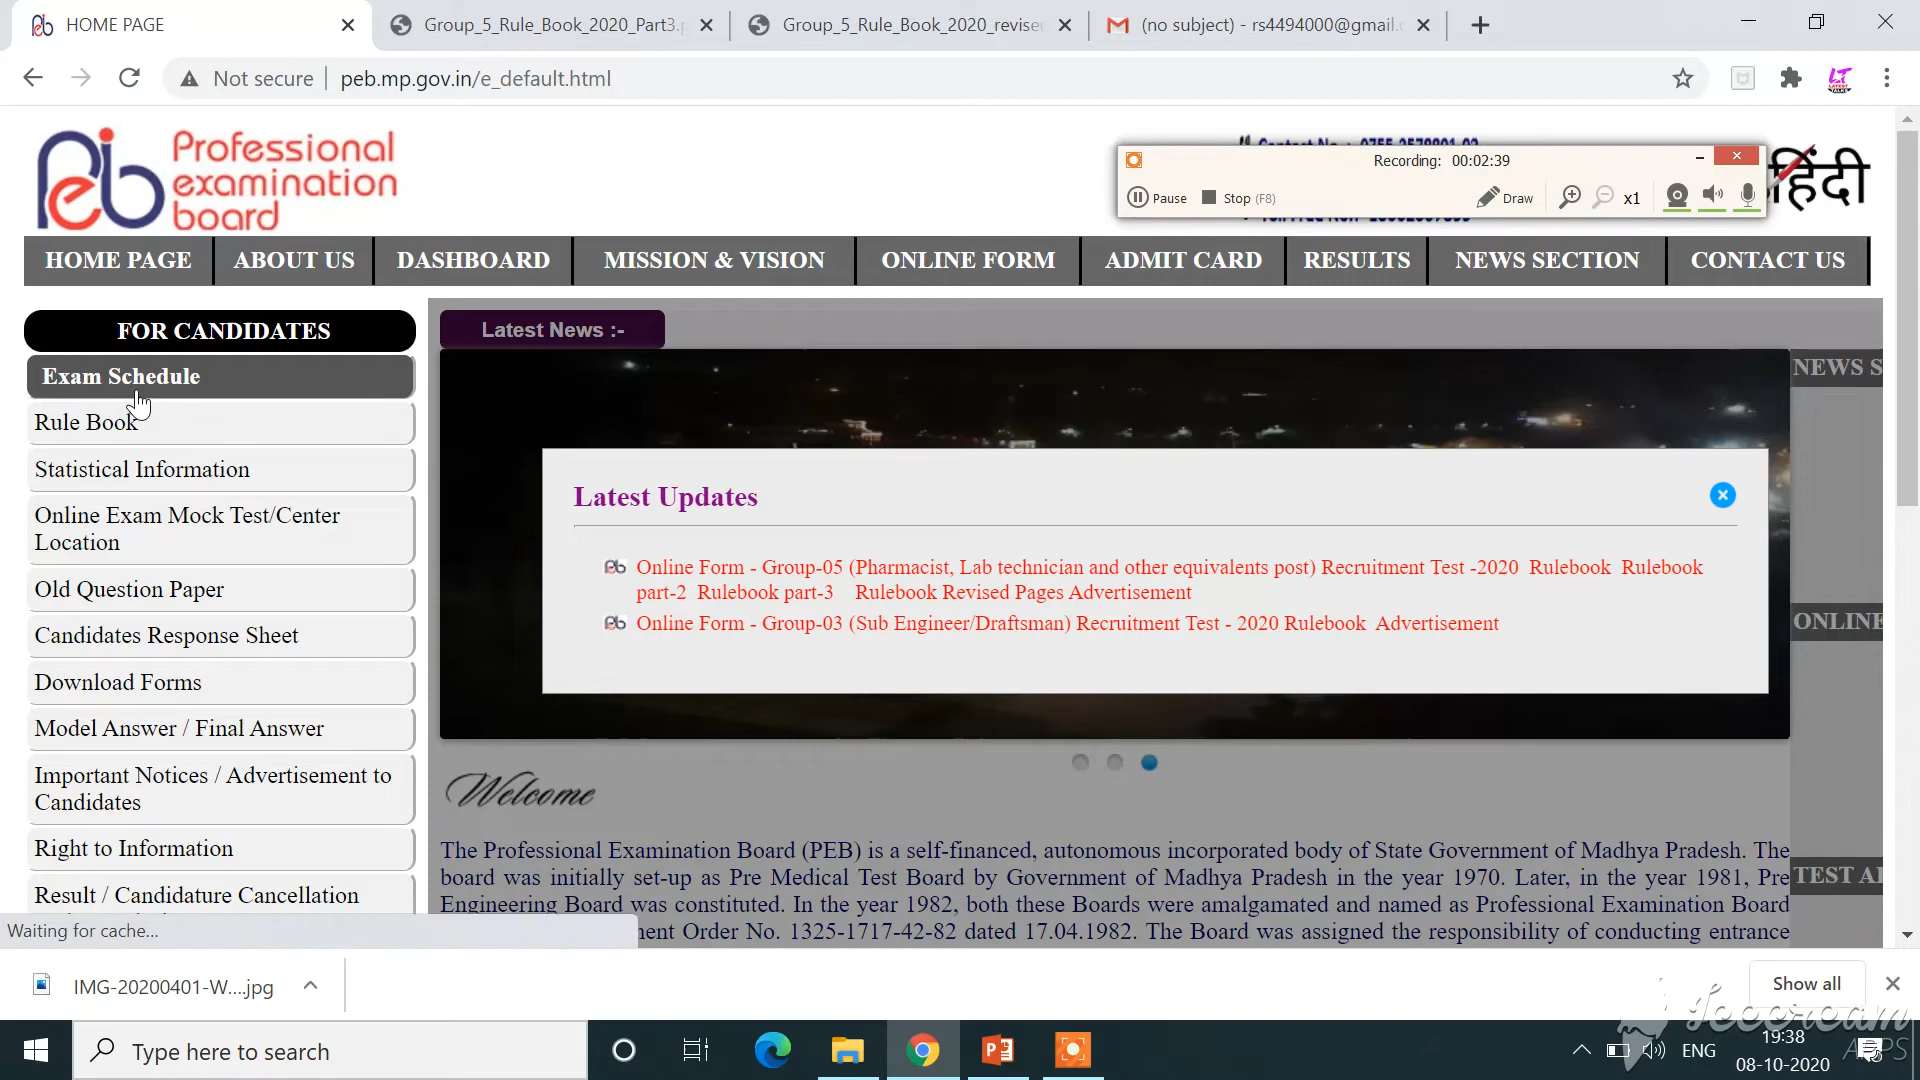 HOME PAGE
Group_5_Rule_Book_2020_Part3.p
Group_5_Rule_Book_2020_revised
(no subject) - rs4494000@gmail.c
Not secure
peb.mp.gov.in/e_default.html
Professional
examination
board
peb
Recording: 00:02:39
Pause
Stop (F8)
Draw
x1
हिंदी
HOME PAGE
ABOUT US
DASHBOARD
MISSION & VISION
ONLINE FORM
ADMIT CARD
RESULTS
NEWS SECTION
CONTACT US
FOR CANDIDATES
Exam Schedule
Rule Book
Statistical Information
Online Exam Mock Test/Center
Location
Old Question Paper
Candidates Response Sheet
Download Forms
Model Answer / Final Answer
Important Notices / Advertisement to
Candidates
Right to Information
Result / Candidature Cancellation
Latest News :-
NEWS S
Latest Updates
Online Form - Group-05 (Pharmacist, Lab technician and other equivalents post) Recruitment Test -2020 Rulebook Rulebook
part-2 Rulebook part-3 Rulebook Revised Pages Advertisement
Online Form - Group-03 (Sub Engineer/Draftsman) Recruitment Test - 2020 Rulebook Advertisement
ONLINE
Welcome
The Professional Examination Board (PEB) is a self-financed, autonomous incorporated body of State Government of Madhya Pradesh. The
board was initially set-up as Pre Medical Test Board by Government of Madhya Pradesh in the year 1970. Later, in the year 1981, Pre
Engineering Board was constituted. In the year 1982, both these Boards were amalgamated and named as Professional Examination Board
nent Order No. 1325-1717-42-82 dated 17.04.1982. The Board was assigned the responsibility of conducting entrance
TEST AD
Waiting for cache...
IMG-20200401-W....jpg
Show all
Icecream
APPS
Type here to search
ENG
19:38
08-10-2020